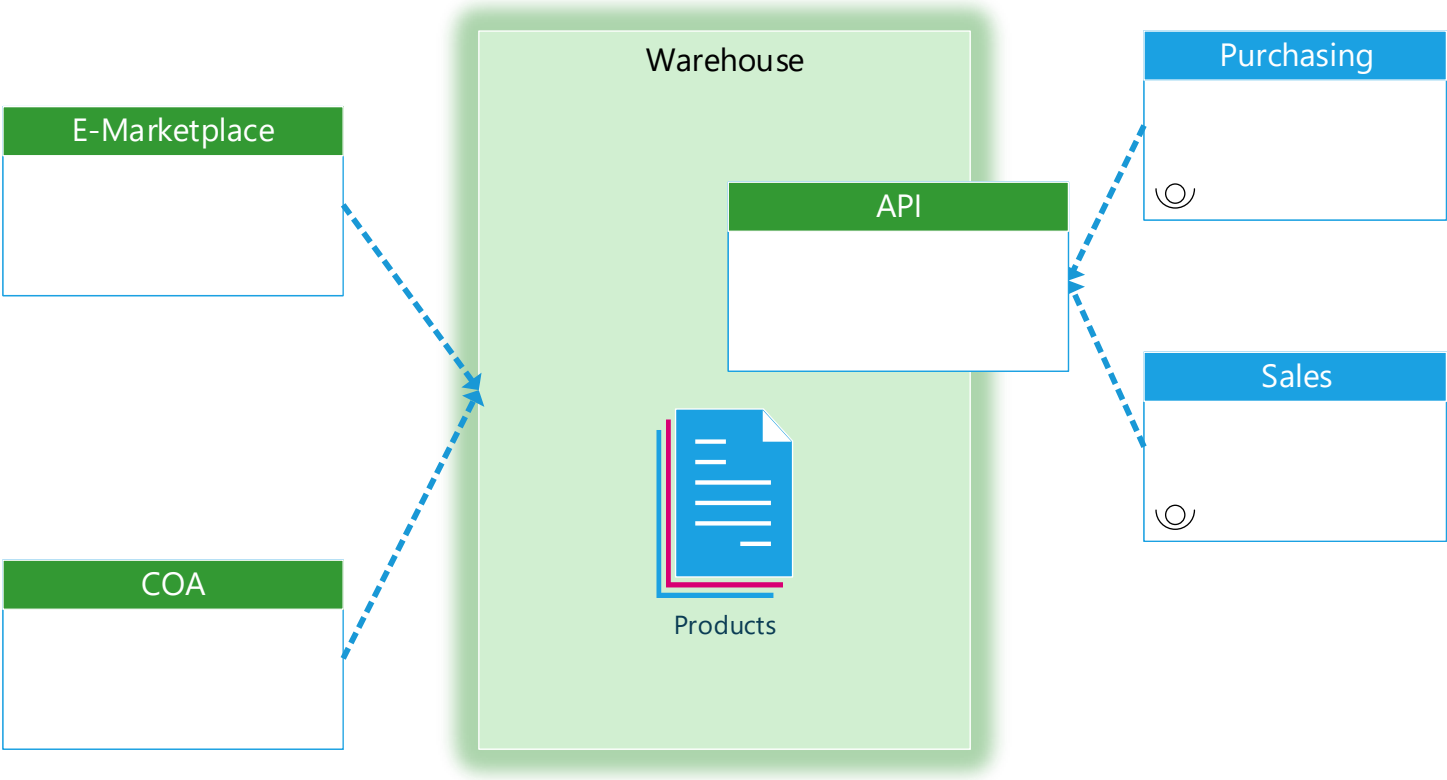 Warehouse
Purchasing
E-Marketplace
API
Sales
COA
Products